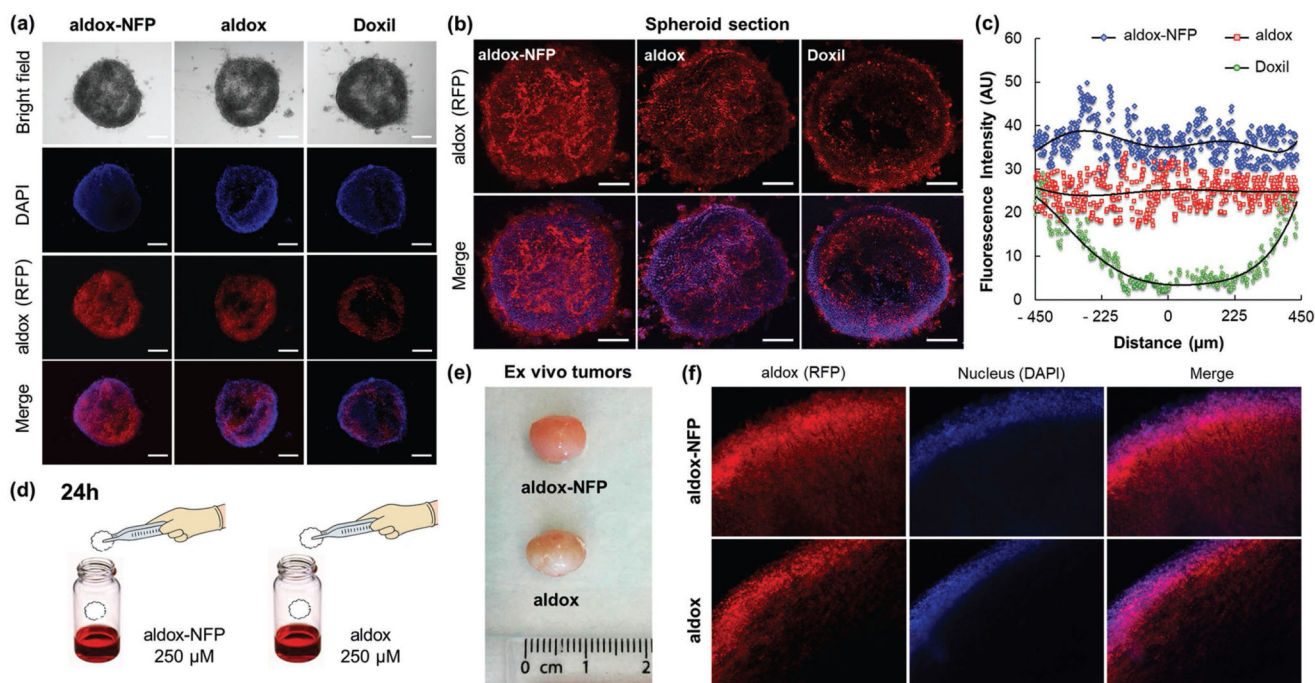 (a)
aldox-NFP aldox Doxil
Bright field
DAPI
aldox (RFP)
Merge
(b) Spheroid section
aldox-NFP aldox Doxil
aldox (RFP)
Merge
(c)
aldox-NFP aldox
Doxil
Fluorescence Intensity (AU)
60
50
40
30
20
10
0
- 450 - 225 0 225 450
Distance (µm)
(d) 24h
aldox-NFP
250 µM
aldox
250 µM
(e) Ex vivo tumors
aldox-NFP
aldox
0 cm 1 2
(f)
aldox (RFP) Nucleus (DAPI) Merge
aldox-NFP
aldox